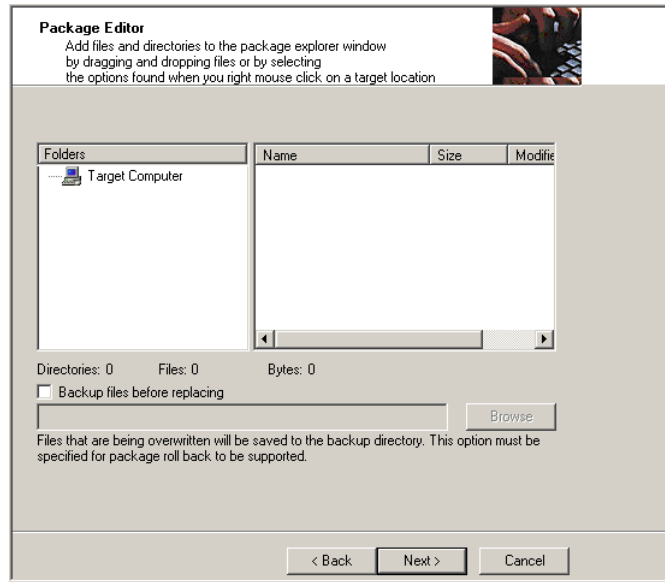 Package Editor
Add files and directories to the package explorer window
by dragging and dropping files or by selecting
the options found when you right mouse click on a target location
Folders
Name Size Modifie
Target Computer
Directories: 0 Files: 0 Bytes: 0
Backup files before replacing
Browse
Files that are being overwritten will be saved to the backup directory. This option must be
specified for package roll back to be supported.
< Back Next > Cancel